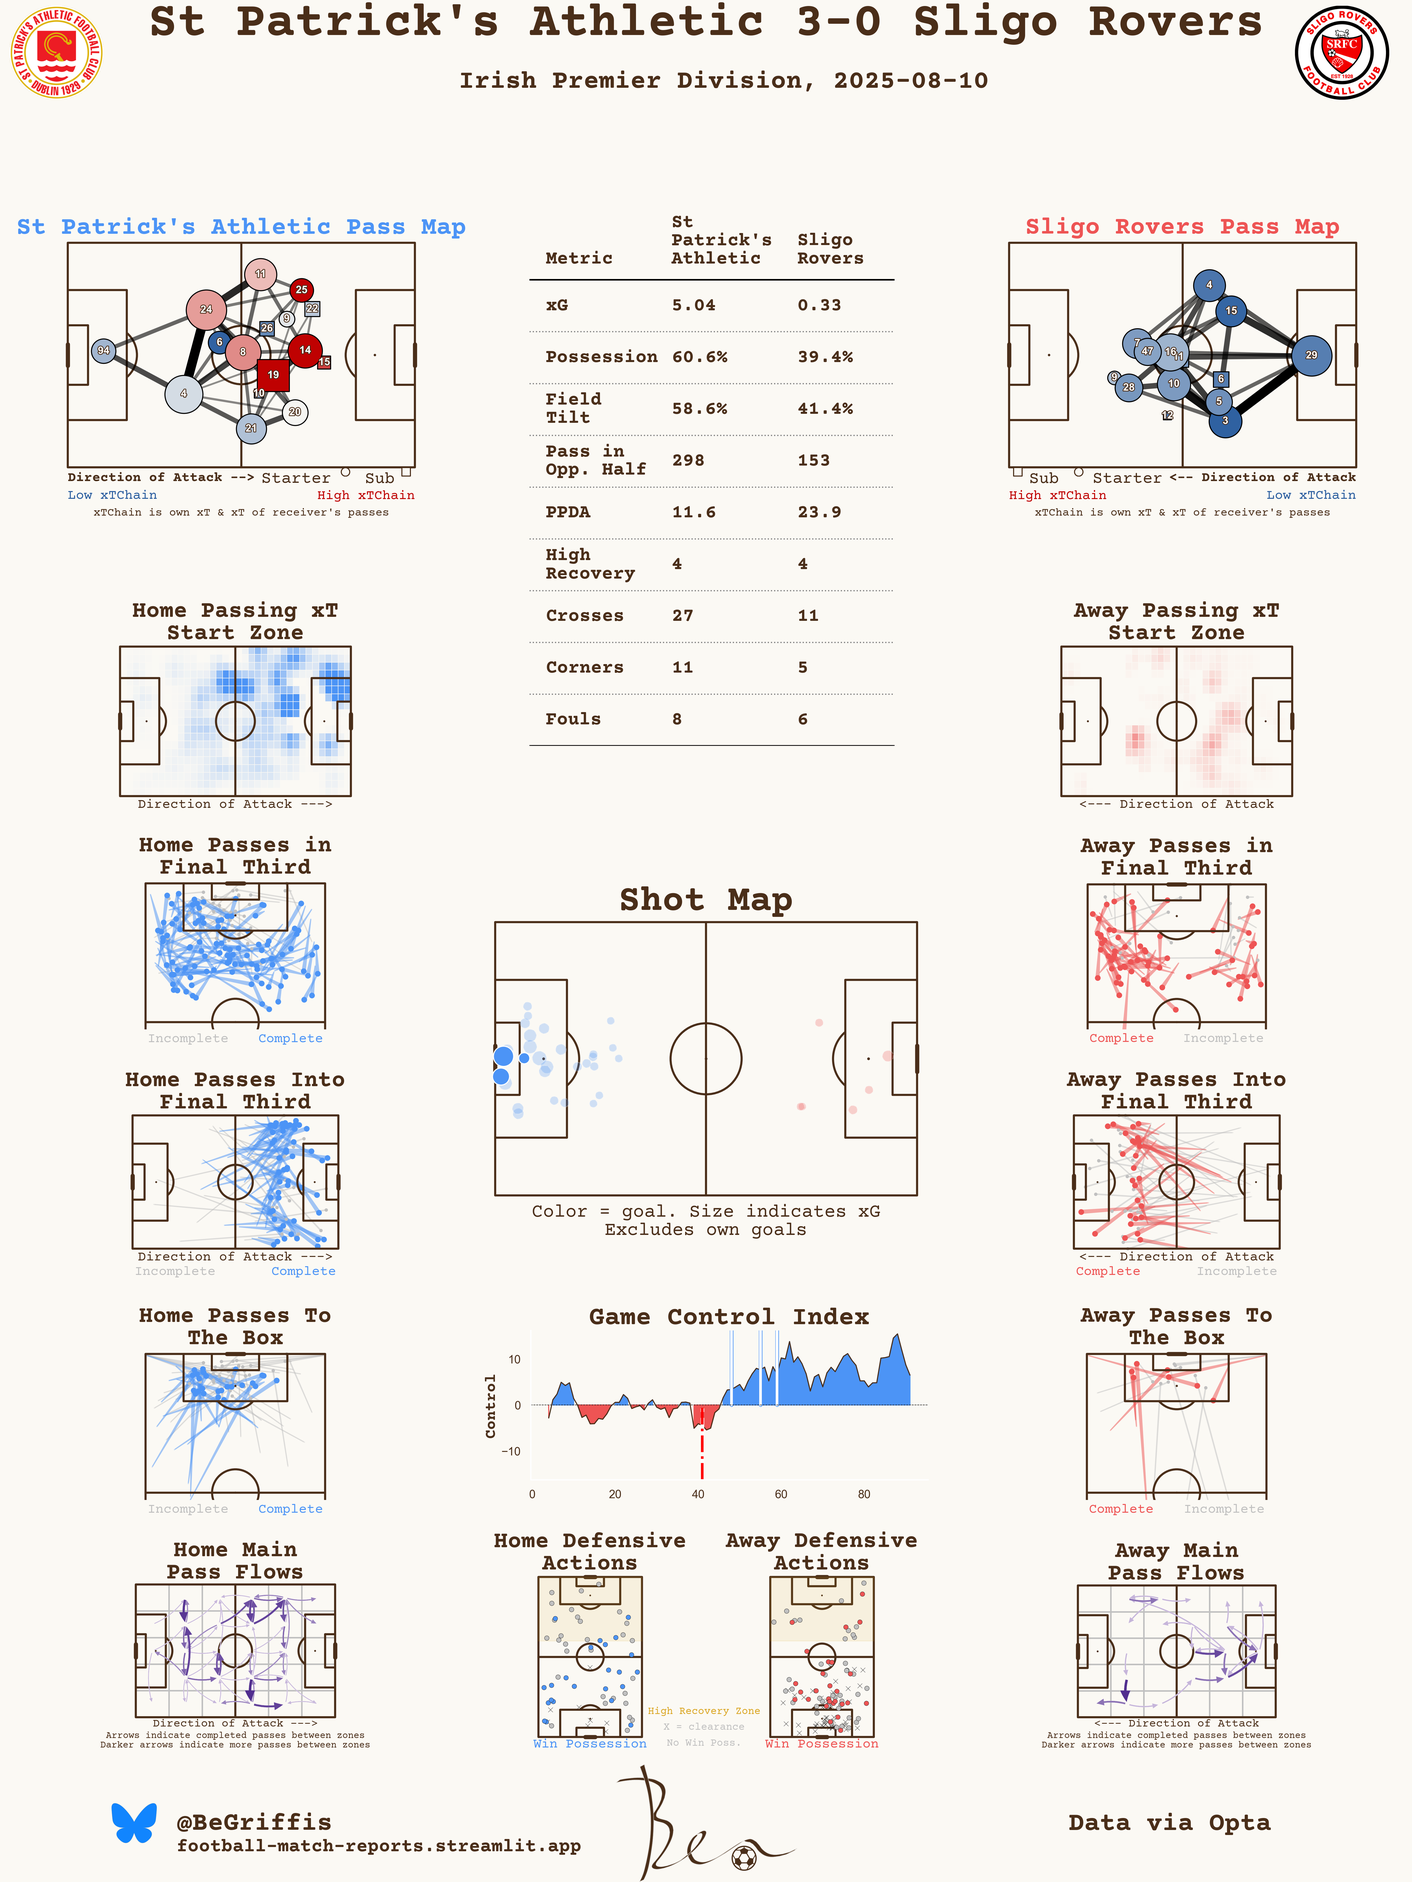 St Patrick's Athletic 3-0 Sligo Rovers
Irish Premier Division, 2025-08-10
ST PATRICK'S ATHLETIC FOOTBALL CLUB
DUBLIN 1929
SLIGO ROVERS
SRFC
EST 1928
FOOTBALL CLUB
St Patrick's Athletic Pass Map
94
24
4
11
6
8
21
26
9
25
22
14
15
19
10
20
Direction of Attack --> Starter Sub
Low xTChain High xTChain
xTChain is own xT & xT of receiver's passes
Metric St Patrick's Athletic Sligo Rovers
xG 5.04 0.33
Possession 60.6% 39.4%
Field Tilt 58.6% 41.4%
Pass in Opp. Half 298 153
PPDA 11.6 23.9
High Recovery 4 4
Crosses 27 11
Corners 11 5
Fouls 8 6
Sligo Rovers Pass Map
4
15
7
47
16
11
29
9
28
10
6
5
12
3
Sub Starter <-- Direction of Attack
High xTChain Low xTChain
xTChain is own xT & xT of receiver's passes
Home Passing xT
Start Zone
Direction of Attack --->
Away Passing xT
Start Zone
<--- Direction of Attack
Home Passes in
Final Third
Incomplete Complete
Away Passes in
Final Third
Complete Incomplete
Shot Map
Color = goal. Size indicates xG
Excludes own goals
Home Passes Into
Final Third
Direction of Attack --->
Incomplete Complete
Away Passes Into
Final Third
<--- Direction of Attack
Complete Incomplete
Home Passes To
The Box
Incomplete Complete
Game Control Index
Control
10
0
−10
0 20 40 60 80
Away Passes To
The Box
Complete Incomplete
Home Main
Pass Flows
Direction of Attack --->
Arrows indicate completed passes between zones
Darker arrows indicate more passes between zones
Home Defensive
Actions
Win Possession
High Recovery Zone
X = clearance
No Win Poss.
Away Defensive
Actions
Win Possession
Away Main
Pass Flows
<--- Direction of Attack
Arrows indicate completed passes between zones
Darker arrows indicate more passes between zones
@BeGriffis
football-match-reports.streamlit.app
Ben
Data via Opta